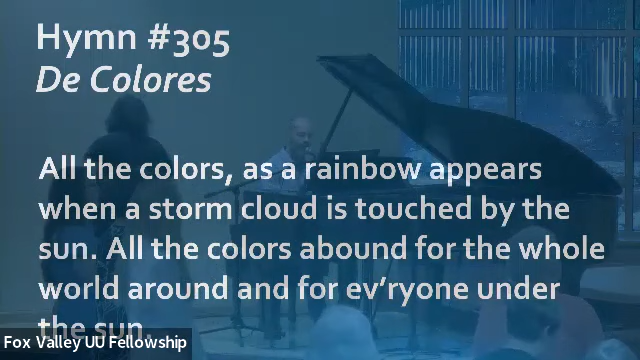 Hymn #305
De Colores
All the colors, as a rainbow appears
when a storm cloud is touched by the
sun. All the colors abound for the whole
world around and for ev’ryone under
the sun.
Fox Valley UU Fellowship